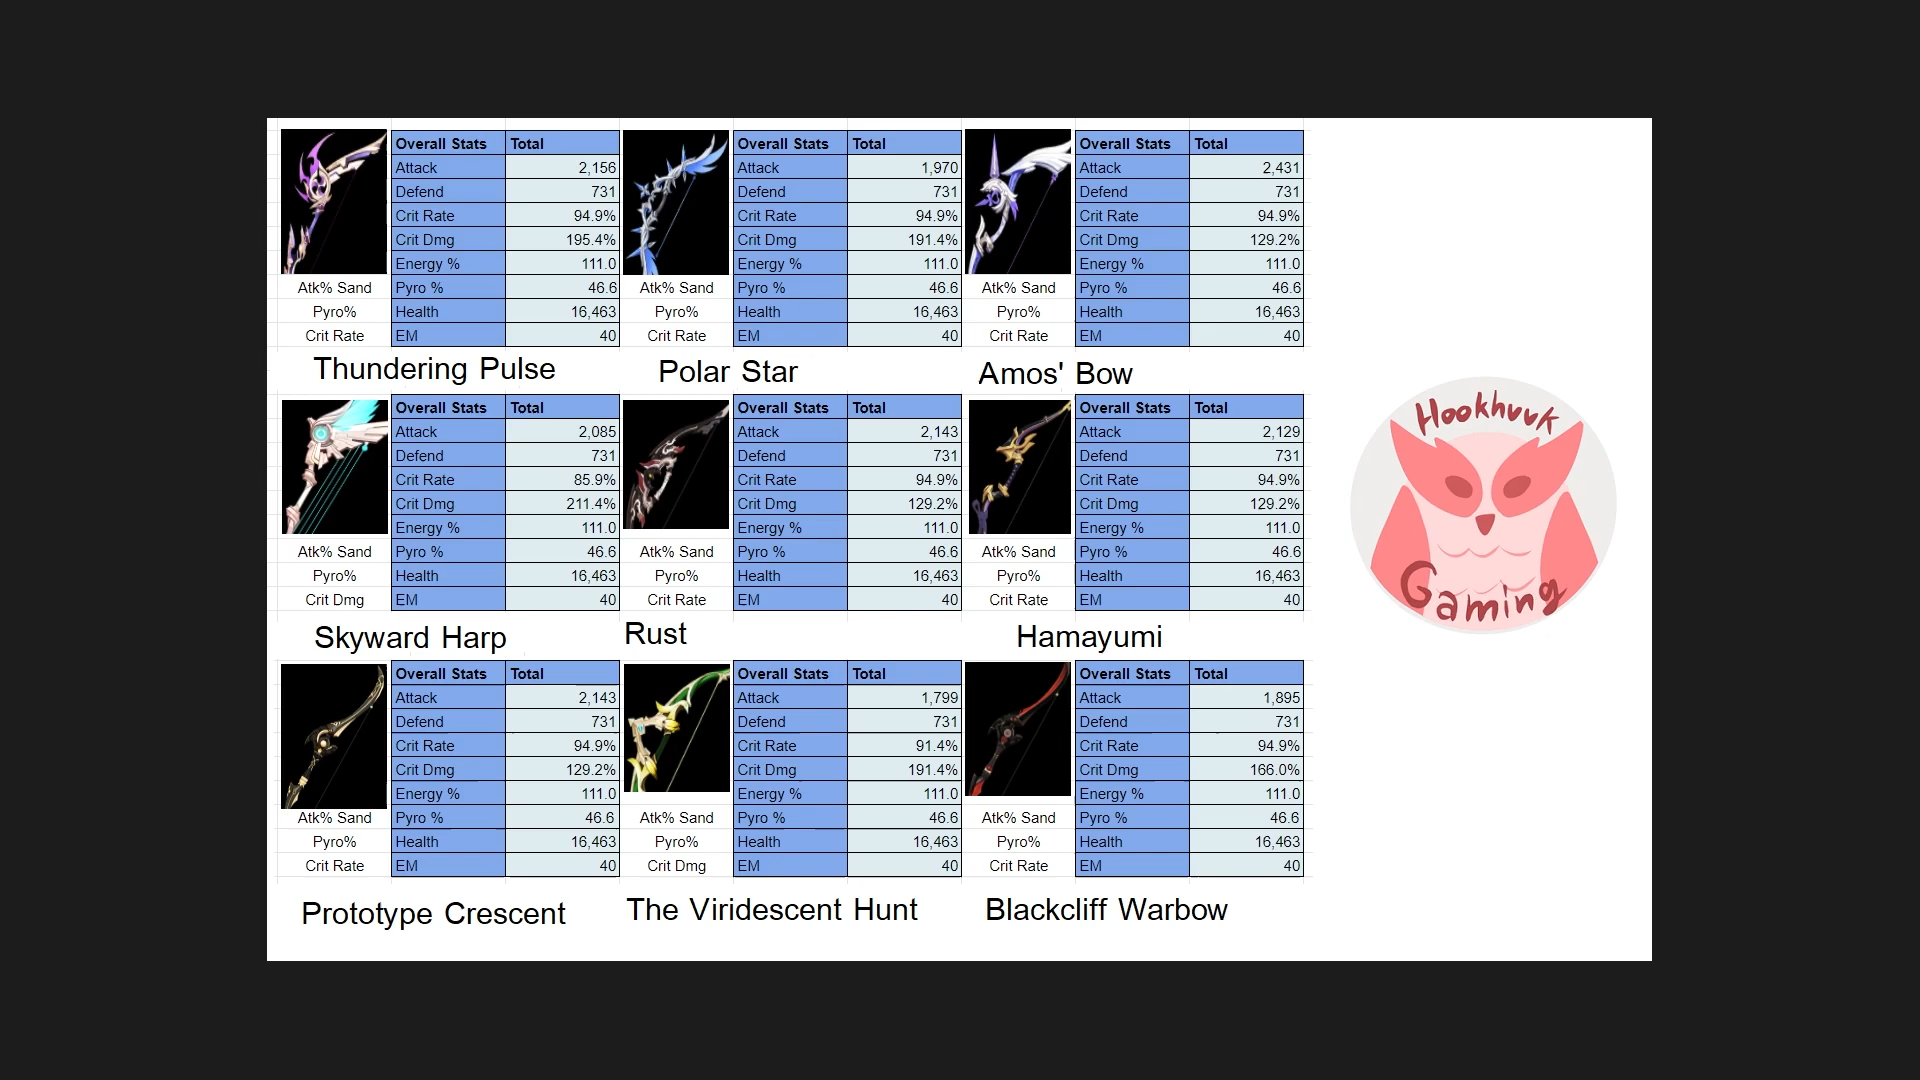 Overall Stats Total Overall Stats Total Overall Stats Total
Attack 2,156 Attack 1,970 Attack 2,431
Defend 731 Defend 731 Defend 731
Crit Rate 94.9% Crit Rate 94.9% Crit Rate 94.9%
Crit Dmg 195.4% Crit Dmg 191.4% Crit Dmg 129.2%
Energy % 111.0 Energy % 111.0 Energy % 111.0
Atk% Sand Pyro % 46.6 Atk% Sand Pyro % 46.6 Atk% Sand Pyro % 46.6
Pyro% Health 16,463 Pyro% Health 16,463 Pyro% Health 16,463
Crit Rate EM 40 Crit Rate EM 40 Crit Rate EM 40
Thundering Pulse Polar Star Amos' Bow
Overall Stats Total Overall Stats Total Overall Stats Total
Attack 2,085 Attack 2,143 Attack 2,129
Defend 731 Defend 731 Defend 731
Crit Rate 85.9% Crit Rate 94.9% Crit Rate 94.9%
Crit Dmg 211.4% Crit Dmg 129.2% Crit Dmg 129.2%
Energy % 111.0 Energy % 111.0 Energy % 111.0
Atk% Sand Pyro % 46.6 Atk% Sand Pyro % 46.6 Atk% Sand Pyro % 46.6
Pyro% Health 16,463 Pyro% Health 16,463 Pyro% Health 16,463
Crit Dmg EM 40 Crit Rate EM 40 Crit Rate EM 40
Skyward Harp Rust Hamayumi
Overall Stats Total Overall Stats Total Overall Stats Total
Attack 2,143 Attack 1,799 Attack 1,895
Defend 731 Defend 731 Defend 731
Crit Rate 94.9% Crit Rate 91.4% Crit Rate 94.9%
Crit Dmg 129.2% Crit Dmg 191.4% Crit Dmg 166.0%
Energy % 111.0 Energy % 111.0 Energy % 111.0
Atk% Sand Pyro % 46.6 Atk% Sand Pyro % 46.6 Atk% Sand Pyro % 46.6
Pyro% Health 16,463 Pyro% Health 16,463 Pyro% Health 16,463
Crit Rate EM 40 Crit Dmg EM 40 Crit Rate EM 40
Prototype Crescent The Viridescent Hunt Blackcliff Warbow
Hookhuuk
Gaming